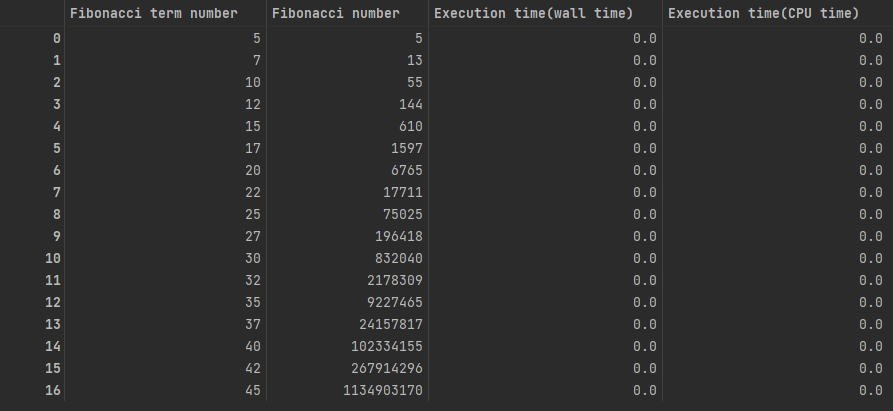 Fibonacci term number Fibonacci number Execution time(wall time) Execution time(CPU time)
0 5 5 0.0 0.0
1 7 13 0.0 0.0
2 10 55 0.0 0.0
3 12 144 0.0 0.0
4 15 610 0.0 0.0
5 17 1597 0.0 0.0
6 20 6765 0.0 0.0
7 22 17711 0.0 0.0
8 25 75025 0.0 0.0
9 27 196418 0.0 0.0
10 30 832040 0.0 0.0
11 32 2178309 0.0 0.0
12 35 9227465 0.0 0.0
13 37 24157817 0.0 0.0
14 40 102334155 0.0 0.0
15 42 267914296 0.0 0.0
16 45 1134903170 0.0 0.0